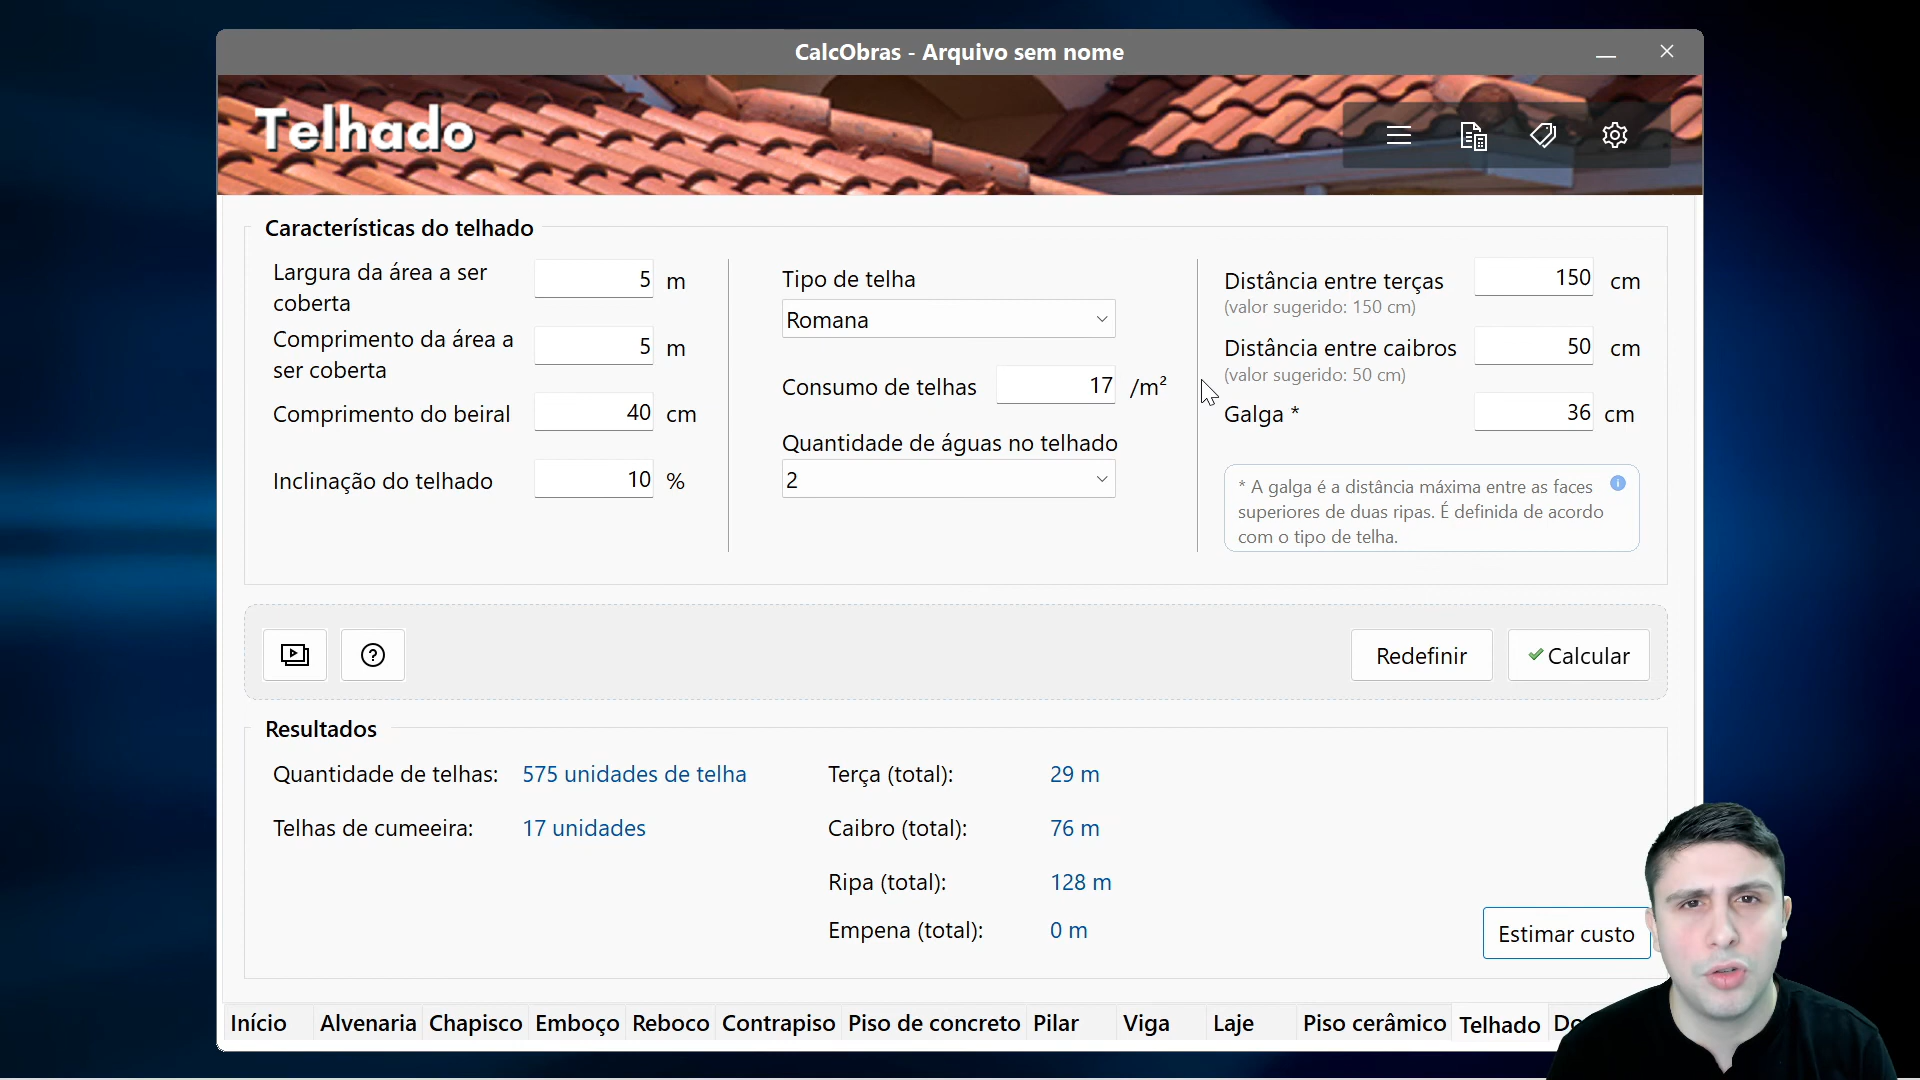 CalcObras - Arquivo sem nome
Telhado
Características do telhado
Largura da área a ser
coberta
5 m
Comprimento da área a
ser coberta
5 m
Comprimento do beiral 40 cm
Inclinação do telhado 10 %
Tipo de telha
Romana
Consumo de telhas 17 /m²
Quantidade de águas no telhado
2
Distância entre terças 150 cm
(valor sugerido: 150 cm)
Distância entre caibros 50 cm
(valor sugerido: 50 cm)
Galga * 36 cm
* A galga é a distância máxima entre as faces
superiores de duas ripas. É definida de acordo
com o tipo de telha.
Redefinir
Calcular
Resultados
Quantidade de telhas: 575 unidades de telha
Telhas de cumeeira: 17 unidades
Terça (total): 29 m
Caibro (total): 76 m
Ripa (total): 128 m
Empena (total): 0 m
Estimar custo
Início Alvenaria Chapisco Emboço Reboco Contrapiso Piso de concreto Pilar Viga Laje Piso cerâmico Telhado